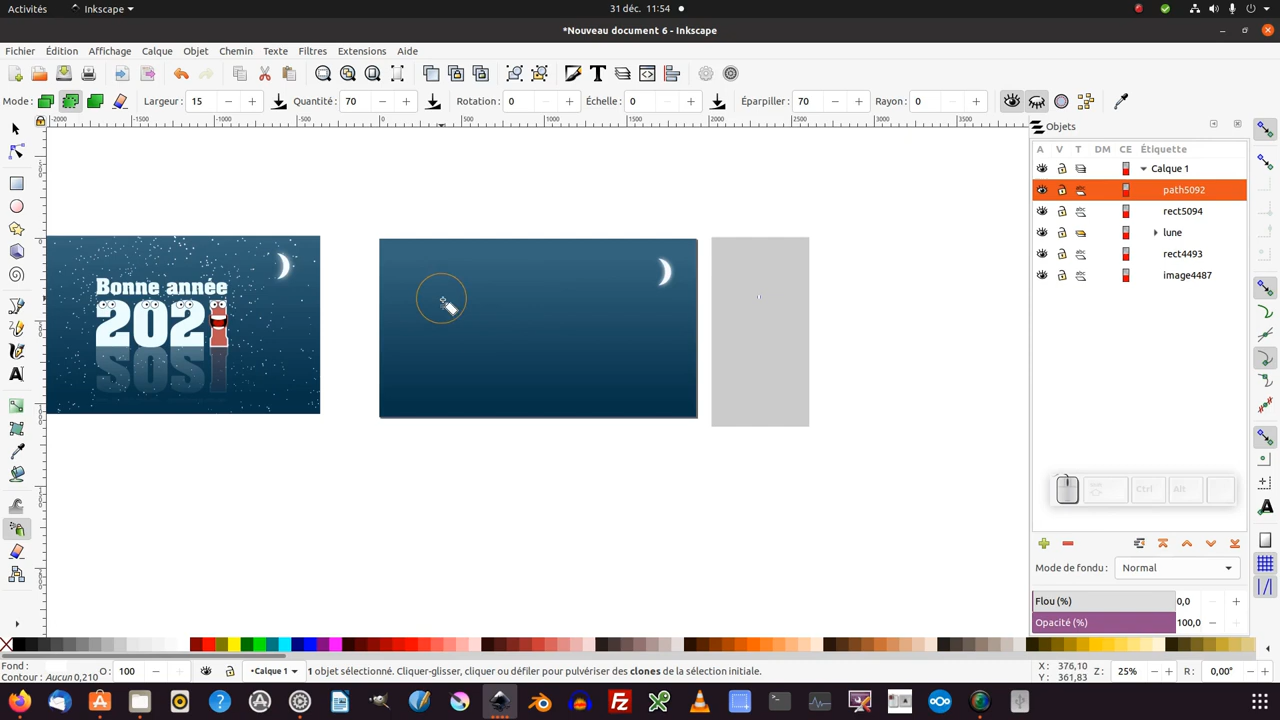 Activités
Inkscape
31 déc. 11:54
*Nouveau document 6 - Inkscape
Fichier Édition Affichage Calque Objet Chemin Texte Filtres Extensions Aide
Mode : Largeur : 15 Quantité : 70 Rotation : 0 Échelle : 0 Éparpiller : 70 Rayon : 0
Objets
A V T DM CE Étiquette
Calque 1
path5092
rect5094
lune
rect4493
image4487
Bonne année
2021
Ctrl Alt
Mode de fondu : Normal
Flou (%) 0,0
Opacité (%) 100,0
Fond :
Contour : Aucun 0,210
O : 100
•Calque 1
1 objet sélectionné. Cliquer-glisser, cliquer ou défiler pour pulvériser des clones de la sélection initiale.
X : 376,10
Y : 361,83
Z : 25%
R : 0,00°